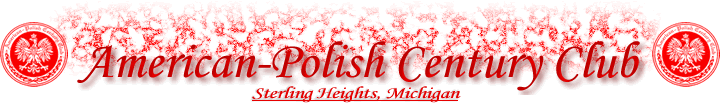 American-Polish Century Club
Sterling Heights, Michigan